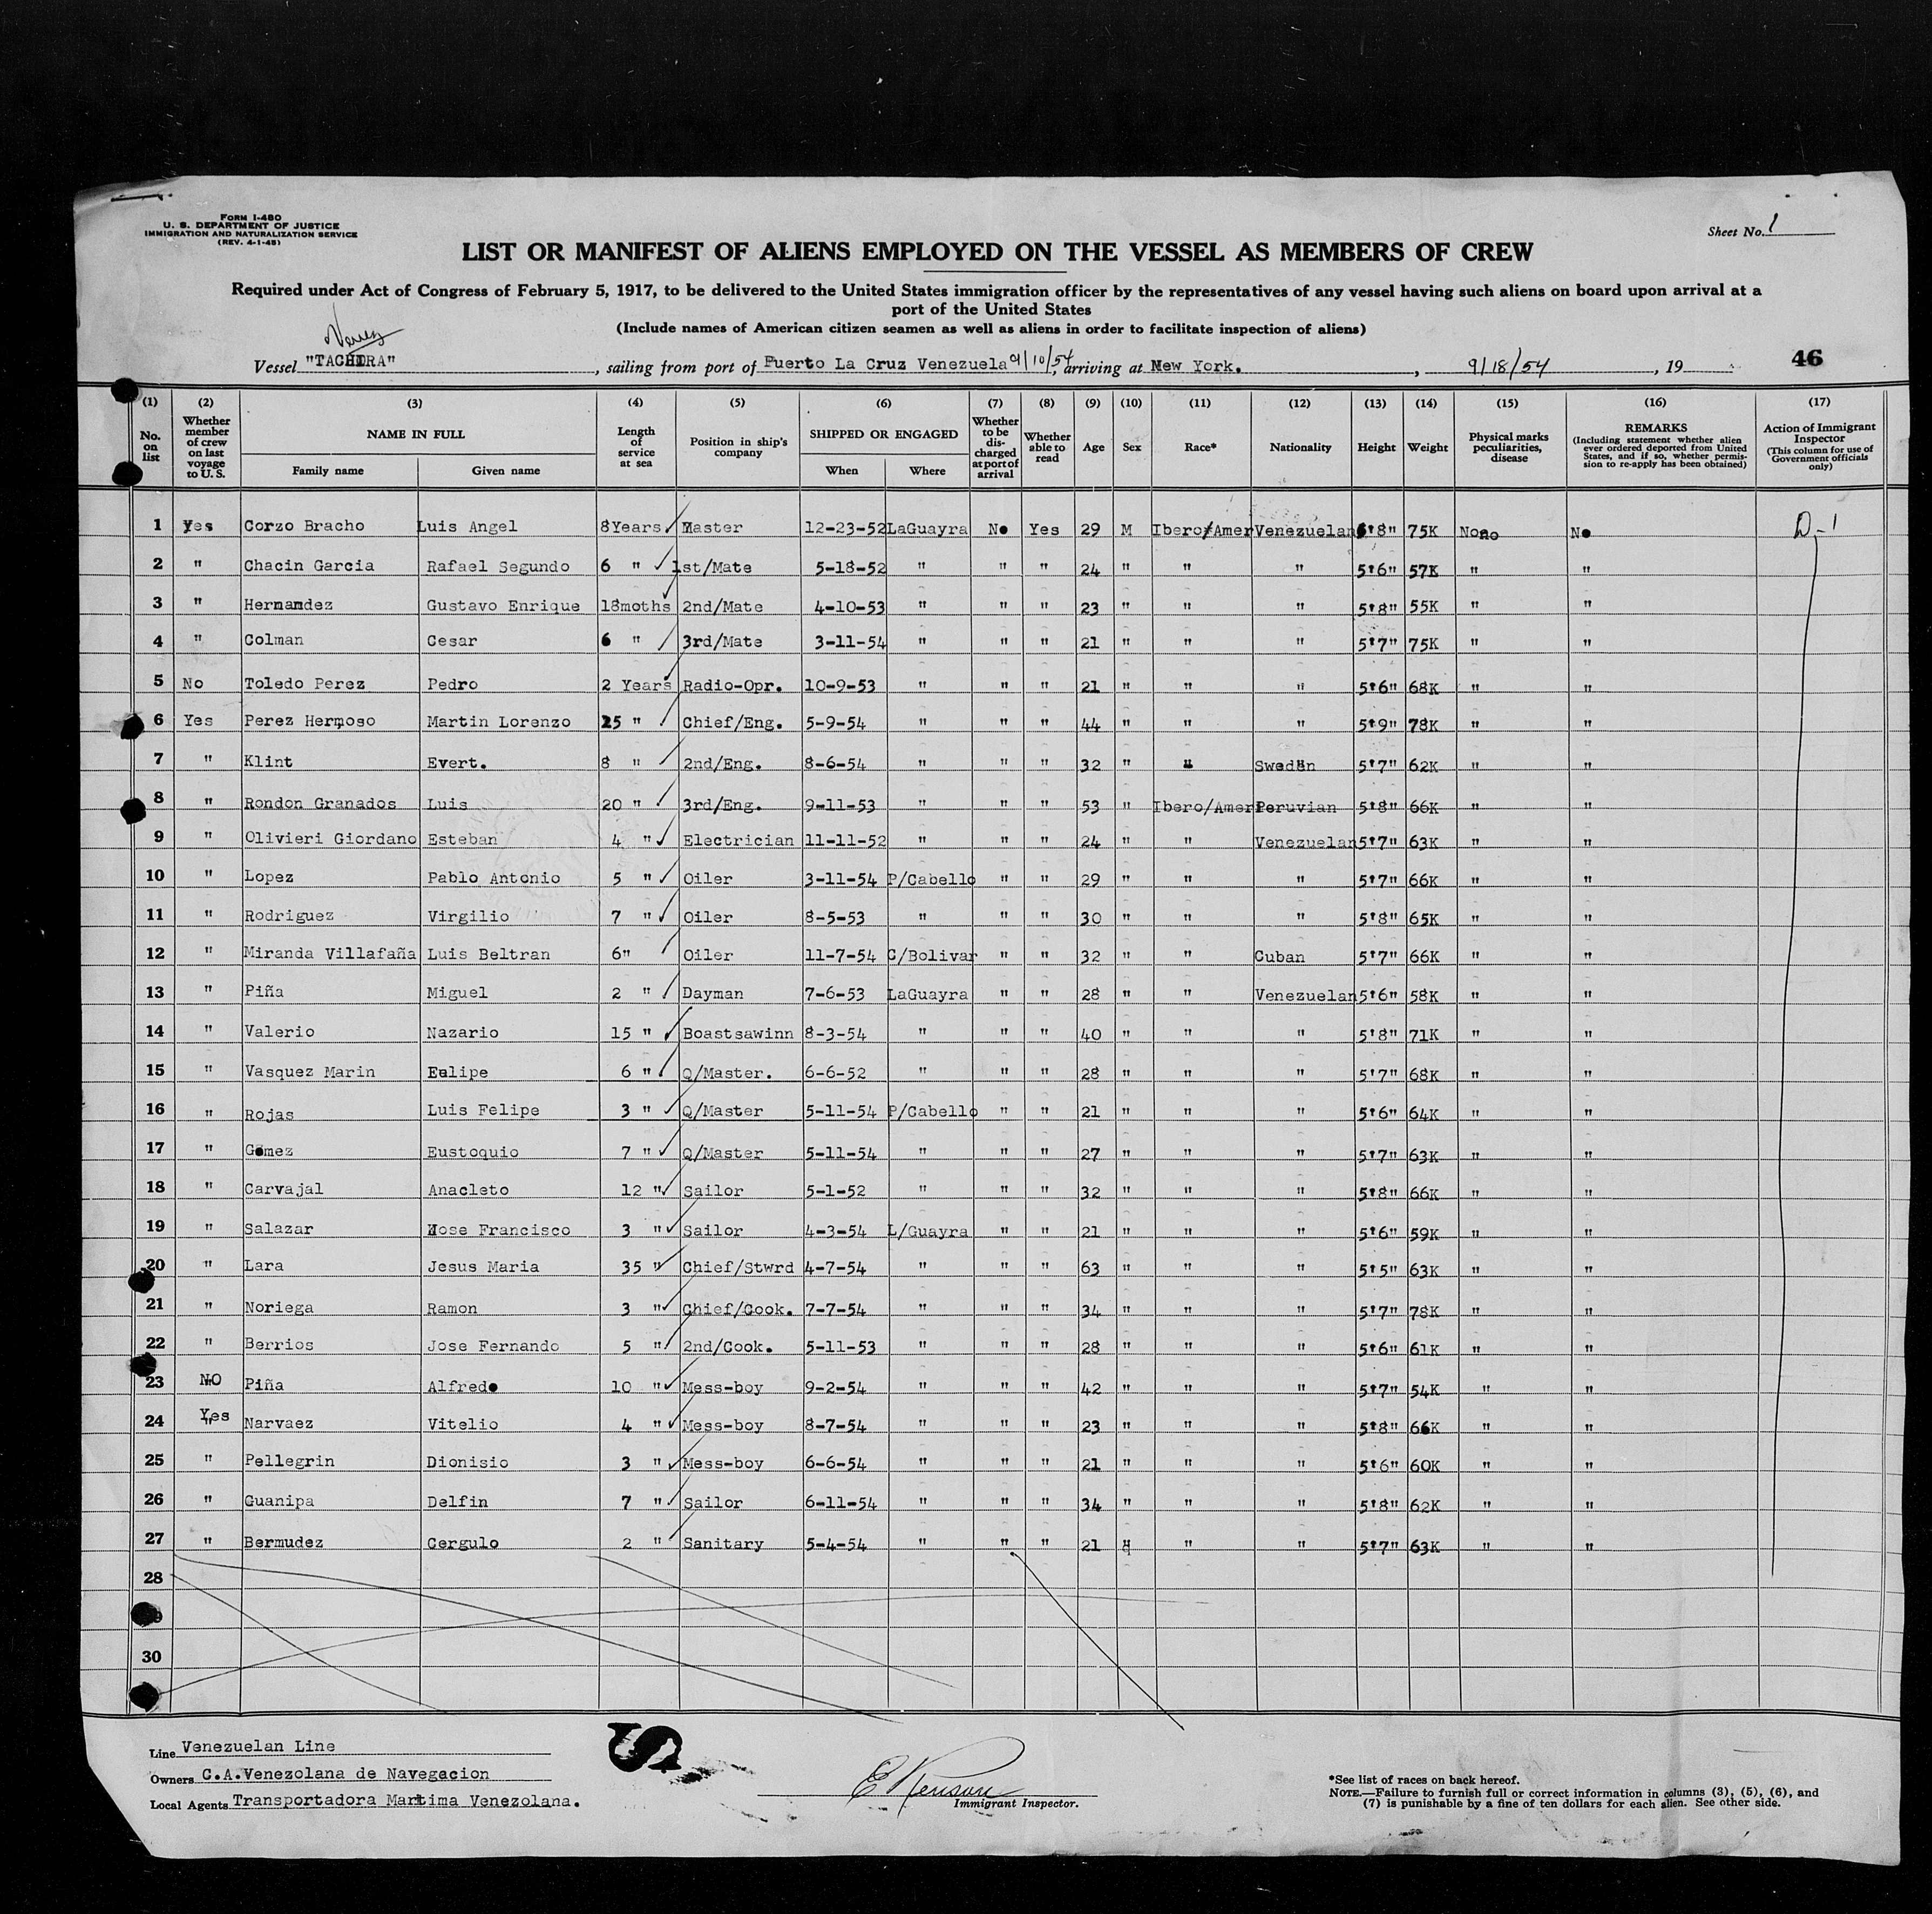 Form I-480
U. S. DEPARTMENT OF JUSTICE
IMMIGRATION AND NATURALIZATION SERVICE
(REV. 4-1-45)
Sheet No. 1
LIST OR MANIFEST OF ALIENS EMPLOYED ON THE VESSEL AS MEMBERS OF CREW
Required under Act of Congress of February 5, 1917, to be delivered to the United States immigration officer by the representatives of any vessel having such aliens on board upon arrival at a
port of the United States
(Include names of American citizen seamen as well as aliens in order to facilitate inspection of aliens)
Vessel "TACHIRA", sailing from port of Puerto La Cruz Venezuela 9/10/54, arriving at New York., 9/18/54, 19 46
(1) (2) (3) (4) (5) (6) (7) (8) (9) (10) (11) (12) (13) (14) (15) (16) (17)
No. on list Whether member of crew on last voyage to U. S. NAME IN FULL Family name Given name Length of service at sea Position in ship's company SHIPPED OR ENGAGED When Where Whether to be discharged at port of arrival Whether able to read Age Sex Race* Nationality Height Weight Physical marks peculiarities, disease REMARKS (Including statement whether alien ever ordered deported from United States, and if so, whether permission to re-apply has been obtained) Action of Immigrant Inspector (This column for use of Government officials only)
1 Yes Corzo Bracho Luis Angel 8Years Master 12-23-52 LaGuayra No Yes 29 M Ibero/Amer Venezuelan 5'8" 75K Nono No D-1
2 " Chacin Garcia Rafael Segundo 6 " 1st/Mate 5-18-52 " " " 24 " " " 5'6" 57K " "
3 " Hernandez Gustavo Enrique 18moths 2nd/Mate 4-10-53 " " " 23 " " " 5'8" 55K " "
4 " Colman Cesar 6 " 3rd/Mate 3-11-54 " " " 21 " " " 5'7" 75K " "
5 No Toledo Perez Pedro 2 Years Radio-Opr. 10-9-53 " " " 21 " " " 5'6" 68K " "
6 Yes Perez Hermoso Martin Lorenzo 25 " Chief/Eng. 5-9-54 " " " 44 " " " 5'9" 78K " "
7 " Klint Evert. 8 " 2nd/Eng. 8-6-54 " " " 32 " " Sweden 5'7" 62K " "
8 " Rondon Granados Luis 20 " 3rd/Eng. 9-11-53 " " " 53 " Ibero/Amer Peruvian 5'8" 66K " "
9 " Olivieri Giordano Esteban 4 " Electrician 11-11-52 " " " 24 " " Venezuelan 5'7" 63K " "
10 " Lopez Pablo Antonio 5 " Oiler 3-11-54 P/Cabello " " 29 " " " 5'7" 66K " "
11 " Rodriguez Virgilio 7 " Oiler 8-5-53 " " " 30 " " " 5'8" 65K " "
12 " Miranda Villafaña Luis Beltran 6" Oiler 11-7-54 C/Bolivar " " 32 " " Cuban 5'7" 66K " "
13 " Piña Miguel 2 " Dayman 7-6-53 LaGuayra " " 28 " " Venezuelan 5'6" 58K " "
14 " Valerio Nazario 15 " Boastsawinn 8-3-54 " " " 40 " " " 5'8" 71K " "
15 " Vasquez Marin Felipe 6 " Q/Master. 6-6-52 " " " 28 " " " 5'7" 68K " "
16 " Rojas Luis Felipe 3 " Q/Master 5-11-54 P/Cabello " " 21 " " " 5'6" 64K " "
17 " Gomez Eustoquio 7 " Q/Master 5-11-54 " " " 27 " " " 5'7" 63K " "
18 " Carvajal Anacleto 12 " Sailor 5-1-52 " " " 32 " " " 5'8" 66K " "
19 " Salazar Jose Francisco 3 " Sailor 4-3-54 L/Guayra " " 21 " " " 5'6" 59K " "
20 " Lara Jesus Maria 35 " Chief/Stwrd 4-7-54 " " " 63 " " " 5'5" 63K " "
21 " Noriega Ramon 3 " Chief/Cook. 7-7-54 " " " 34 " " " 5'7" 78K " "
22 " Berrios Jose Fernando 5 " 2nd/Cook. 5-11-53 " " " 28 " " " 5'6" 61K " "
23 NO Piña Alfredo 10 " Mess-boy 9-2-54 " " " 42 " " " 5'7" 54K " "
24 Yes Narvaez Vitelio 4 " Mess-boy 8-7-54 " " " 23 " " " 5'8" 66K " "
25 " Pellegrin Dionisio 3 " Mess-boy 6-6-54 " " " 21 " " " 5'6" 60K " "
26 " Guanipa Delfin 7 " Sailor 6-11-54 " " " 34 " " " 5'8" 62K " "
27 " Bermudez Cergulo 2 " Sanitary 5-4-54 " " " 21 " " " 5'7" 63K " "
28
30
Line Venezuelan Line
Owners C.A.Venezolana de Navegacion
Local Agents Transportadora Maritima Venezolana.
S
Immigrant Inspector.
*See list of races on back hereof.
NOTE.—Failure to furnish full or correct information in columns (3), (5), (6), and
(7) is punishable by a fine of ten dollars for each alien. See other side.